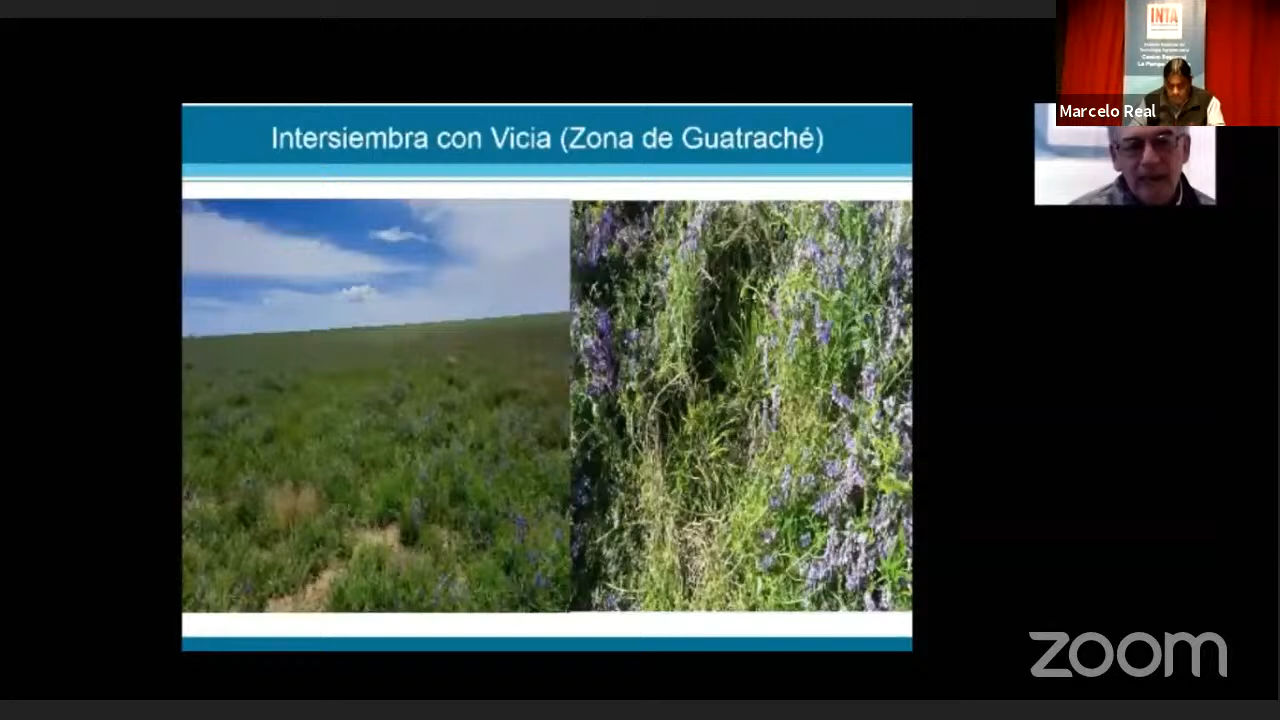 Intersiembra con Vicia (Zona de Guatraché)
INTA
Marcelo Real
zoom